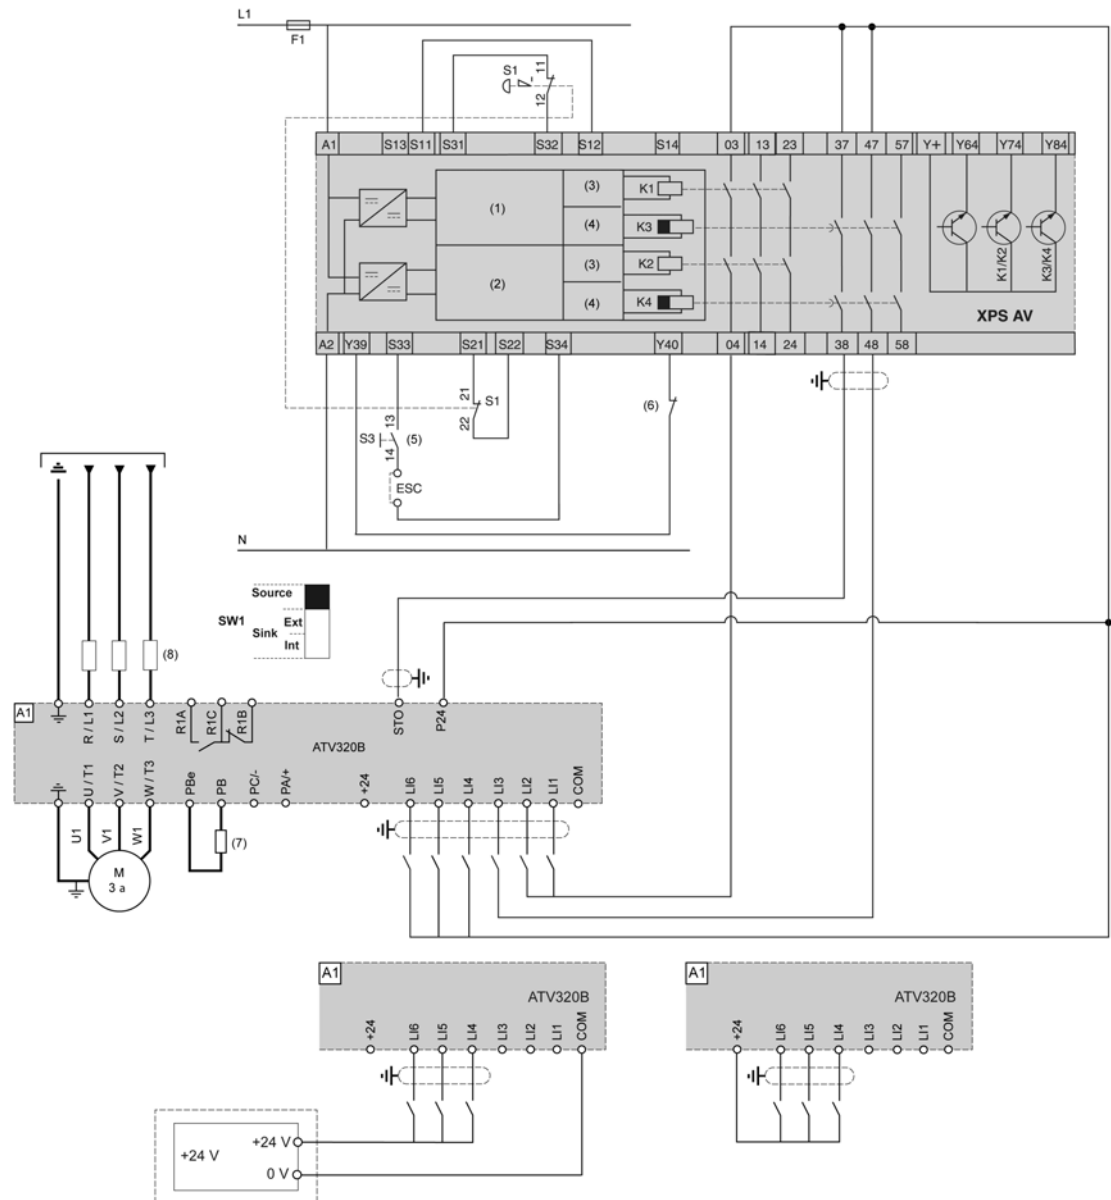 L1
F1
S1
11
12
A1 S13 S11 S31 S32 S12 S14 03 13 23 37 47 57 Y+ Y64 Y74 Y84
(1)
(3)
K1
(4)
K3
(2)
(3)
K2
(4)
K4
K1/K2
K3/K4
XPS AV
A2 Y39 S33 S21 S22 S34 Y40 04 14 24 38 48 58
21
22
S1
13
14
S3
(5)
(6)
ESC
N
Source
SW1
Sink
Ext
Int
(8)
A1
R / L1
S / L2
T / L3
R1A
R1C
R1B
STO
P24
ATV320B
U / T1
V / T2
W / T3
PBe
PB
PC/-
PA/+
+24
LI6
LI5
LI4
LI3
LI2
LI1
COM
U1
V1
W1
(7)
M
3 a
A1
ATV320B
+24
LI6
LI5
LI4
LI3
LI2
LI1
COM
+24 V
+24 V
0 V
A1
ATV320B
+24
LI6
LI5
LI4
LI3
LI2
LI1
COM